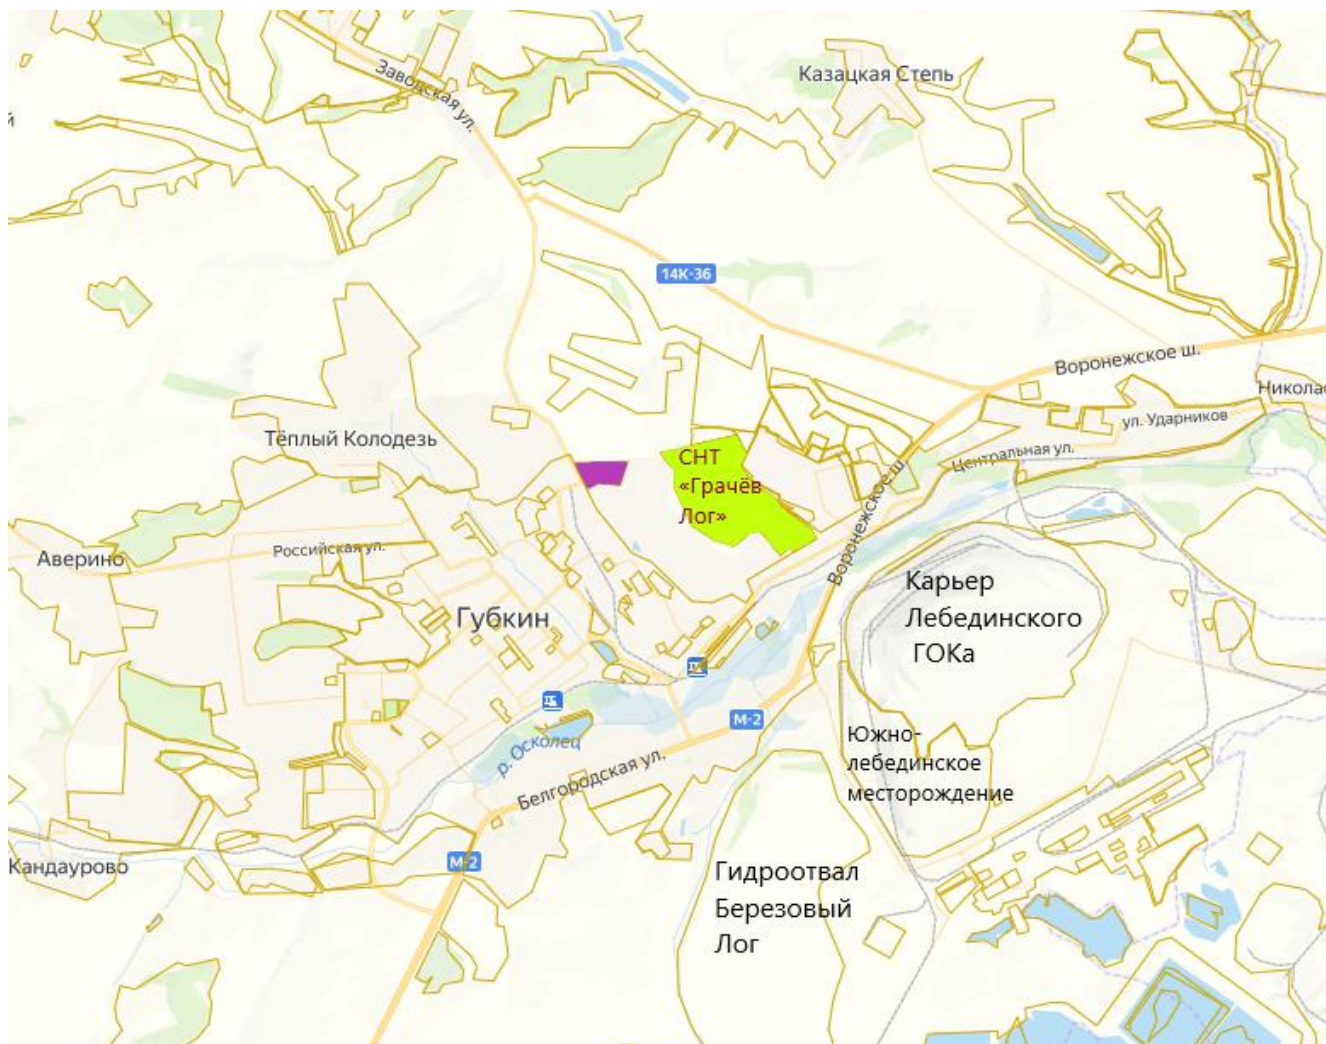 Казацкая Степь
Заводская ул.
й
14К-36
Воронежское ш.
Николас
ул. Ударников
Тёплый Колодезь
Центральная ул.
СНТ
«Грачёв
Лог»
Воронежское ш.
Аверино
Российская ул.
Карьер
Лебединского
ГОКа
Губкин
М-2
Южно-
лебединское
месторождение
р. Осколец
Белгородская ул.
М-2
Кандаурово
Гидроотвал
Березовый
Лог